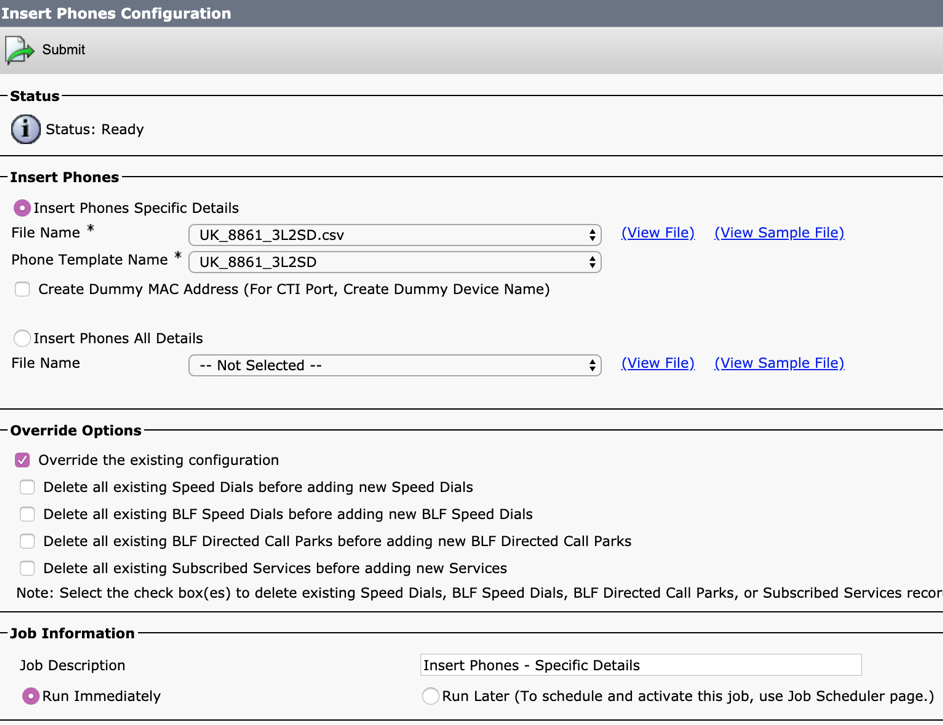 Insert Phones Configuration
Submit
Status
Status: Ready
Insert Phones
Insert Phones Specific Details
File Name * UK_8861_3L2SD.csv (View File) (View Sample File)
Phone Template Name * UK_8861_3L2SD
Create Dummy MAC Address (For CTI Port, Create Dummy Device Name)
Insert Phones All Details
File Name -- Not Selected -- (View File) (View Sample File)
Override Options
Override the existing configuration
Delete all existing Speed Dials before adding new Speed Dials
Delete all existing BLF Speed Dials before adding new BLF Speed Dials
Delete all existing BLF Directed Call Parks before adding new BLF Directed Call Parks
Delete all existing Subscribed Services before adding new Services
Note: Select the check box(es) to delete existing Speed Dials, BLF Speed Dials, BLF Directed Call Parks, or Subscribed Services recor
Job Information
Job Description Insert Phones - Specific Details
Run Immediately Run Later (To schedule and activate this job, use Job Scheduler page.)